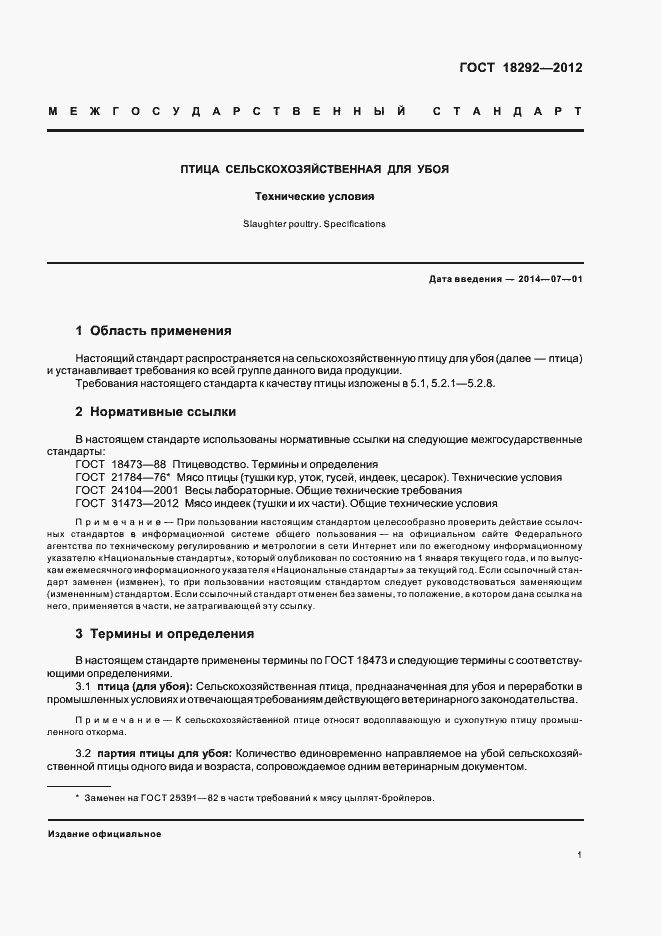 ГОСТ 18292—2012
МЕЖГОСУДАРСТВЕННЫЙ СТАНДАРТ
ПТИЦА СЕЛЬСКОХОЗЯЙСТВЕННАЯ ДЛЯ УБОЯ
Технические условия
Slaughter poultry. Specifications
Дата введения — 2014—07—01
1 Область применения
Настоящий стандарт распространяется на сельскохозяйственную птицу для убоя (далее — птица)
и устанавливает требования ко всей группе данного вида продукции.
Требования настоящего стандарта к качеству птицы изложены в 5.1, 5.2.1—5.2.8.
2 Нормативные ссылки
В настоящем стандарте использованы нормативные ссылки на следующие межгосударственные
стандарты:
ГОСТ 18473—88 Птицеводство. Термины и определения
ГОСТ 21784—76* Мясо птицы (тушки кур, уток, гусей, индеек, цесарок). Технические условия
ГОСТ 24104—2001 Весы лабораторные. Общие технические требования
ГОСТ 31473—2012 Мясо индеек (тушки и их части). Общие технические условия
Примечание — При пользовании настоящим стандартом целесообразно проверить действие ссылоч-
ных стандартов в информационной системе общего пользования — на официальном сайте Федерального
агентства по техническому регулированию и метрологии в сети Интернет или по ежегодному информационному
указателю «Национальные стандарты», который опубликован по состоянию на 1 января текущего года, и по выпус-
кам ежемесячного информационного указателя «Национальные стандарты» за текущий год. Если ссылочный стан-
дарт заменен (изменен), то при пользовании настоящим стандартом следует руководствоваться заменяющим
(измененным) стандартом. Если ссылочный стандарт отменен без замены, то положение, в котором дана ссылка на
него, применяется в части, не затрагивающей эту ссылку.
3 Термины и определения
В настоящем стандарте применены термины по ГОСТ 18473 и следующие термины с соответству-
ющими определениями.
3.1 птица (для убоя): Сельскохозяйственная птица, предназначенная для убоя и переработки в
промышленных условиях и отвечающая требованиям действующего ветеринарного законодательства.
Примечание — К сельскохозяйственной птице относят водоплавающую и сухопутную птицу промыш-
ленного откорма.
3.2 партия птицы для убоя: Количество единовременно направляемое на убой сельскохозяй-
ственной птицы одного вида и возраста, сопровождаемое одним ветеринарным документом.
* Заменен на ГОСТ 25391—82 в части требований к мясу цыплят-бройлеров.
Издание официальное
1